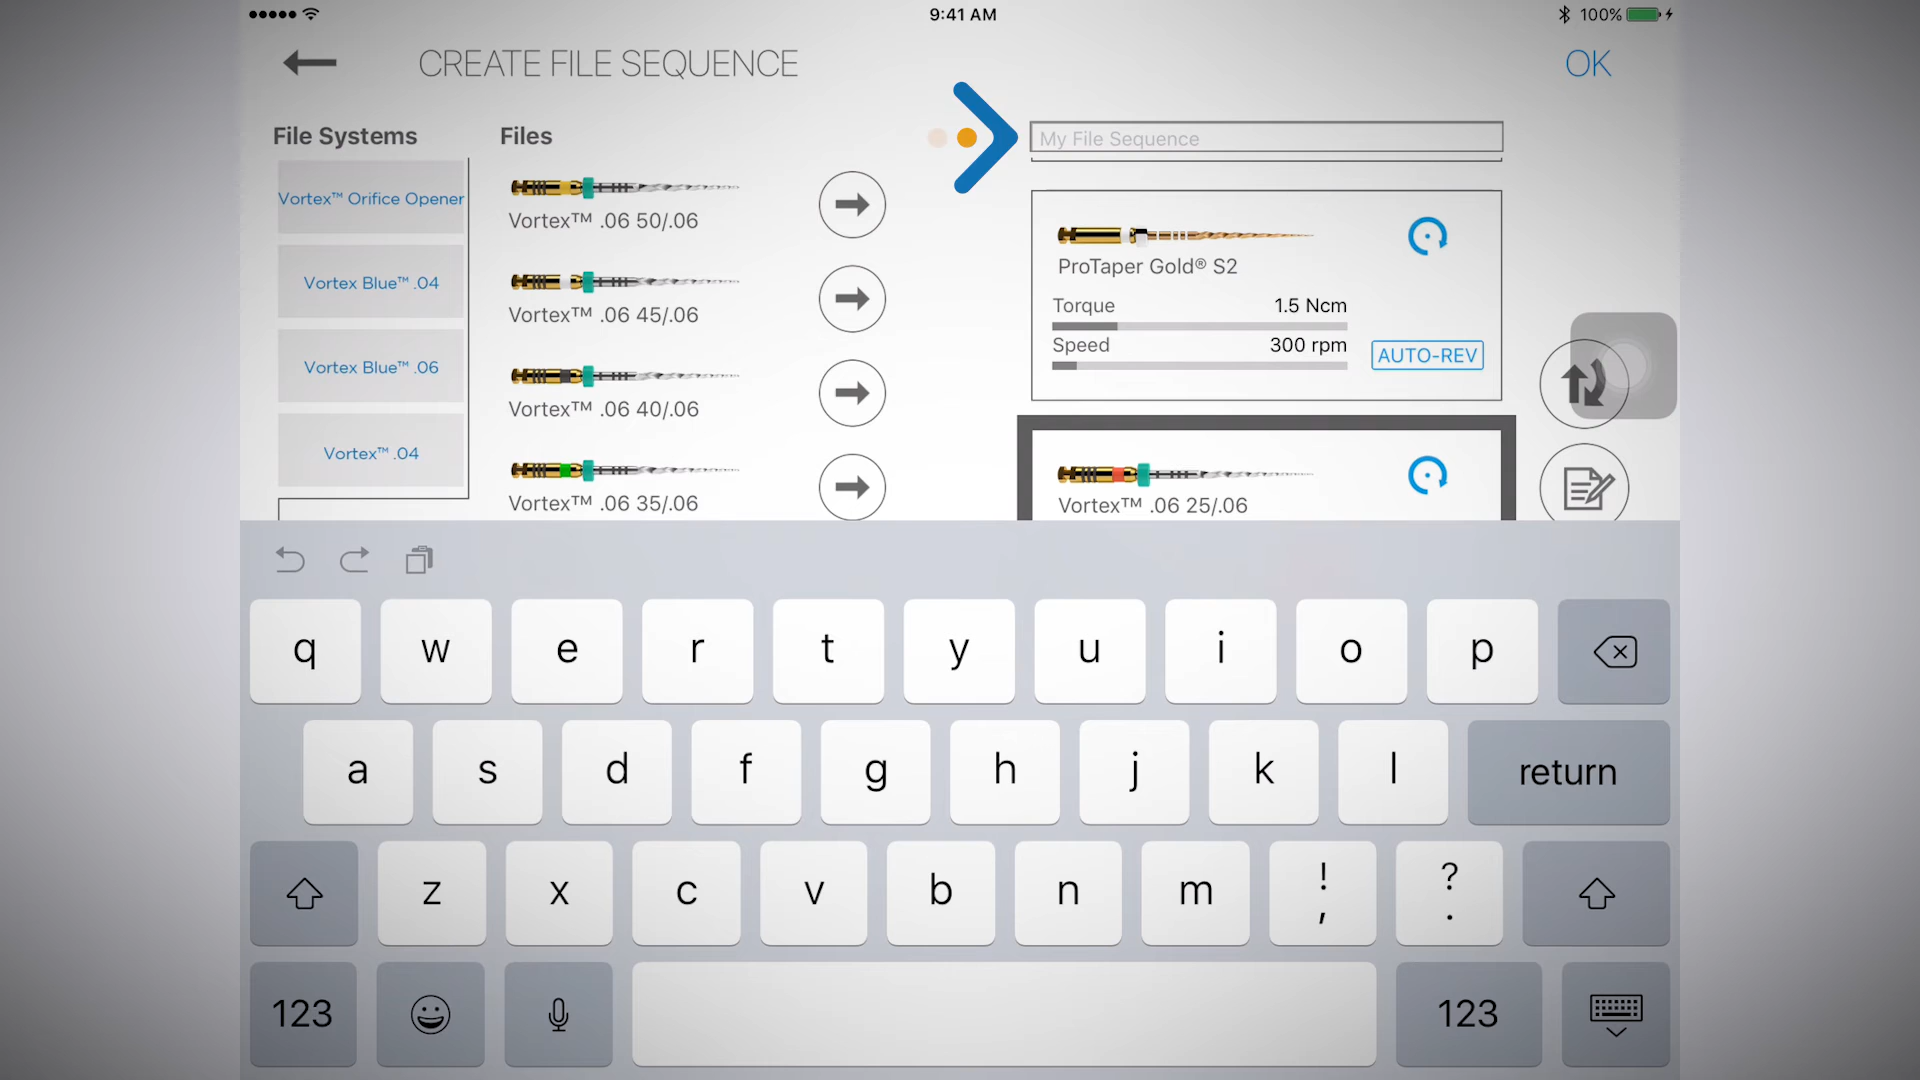 9:41 AM
100%
CREATE FILE SEQUENCE
OK
File Systems
Files
My File Sequence
Vortex™ Orifice Opener
Vortex Blue™ .04
Vortex Blue™ .06
Vortex™ .04
Vortex™ .06 50/.06
Vortex™ .06 45/.06
Vortex™ .06 40/.06
Vortex™ .06 35/.06
ProTaper Gold® S2
Torque 1.5 Ncm
Speed 300 rpm
AUTO-REV
Vortex™ .06 25/.06
q w e r t y u i o p
a s d f g h j k l return
z x c v b n m ! , ? .
123 123